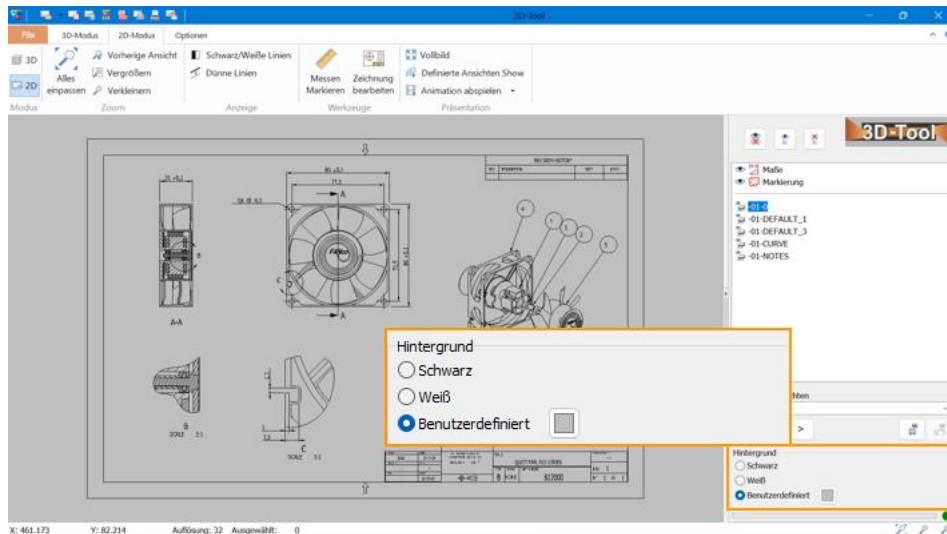 3D-Tool
File 3D-Modus 2D-Modus Optionen
3D
2D
Modus
Alles
einpassen
Vorherige Ansicht
Vergrößern
Verkleinern
Zoom
Schwarz/Weiße Linien
Dünne Linien
Anzeige
Messen
Markieren
Zeichnung
bearbeiten
Werkzeuge
Vollbild
Definierte Ansichten Show
Animation abspielen
Präsentation
3D-Tool
Maße
Markierung
-01-0
-01-DEFAULT_1
-01-DEFAULT_3
-01-CURVE
-01-NOTES
A
A
A-A
B
SCALE 2:1
C
SCALE 3:1
617000
Hintergrund
Schwarz
Weiß
Benutzerdefiniert
>
Hintergrund
Schwarz
Weiß
Benutzerdefiniert
X: 461.173 Y: 82.214 Auflösung: 32 Ausgewählt: 0